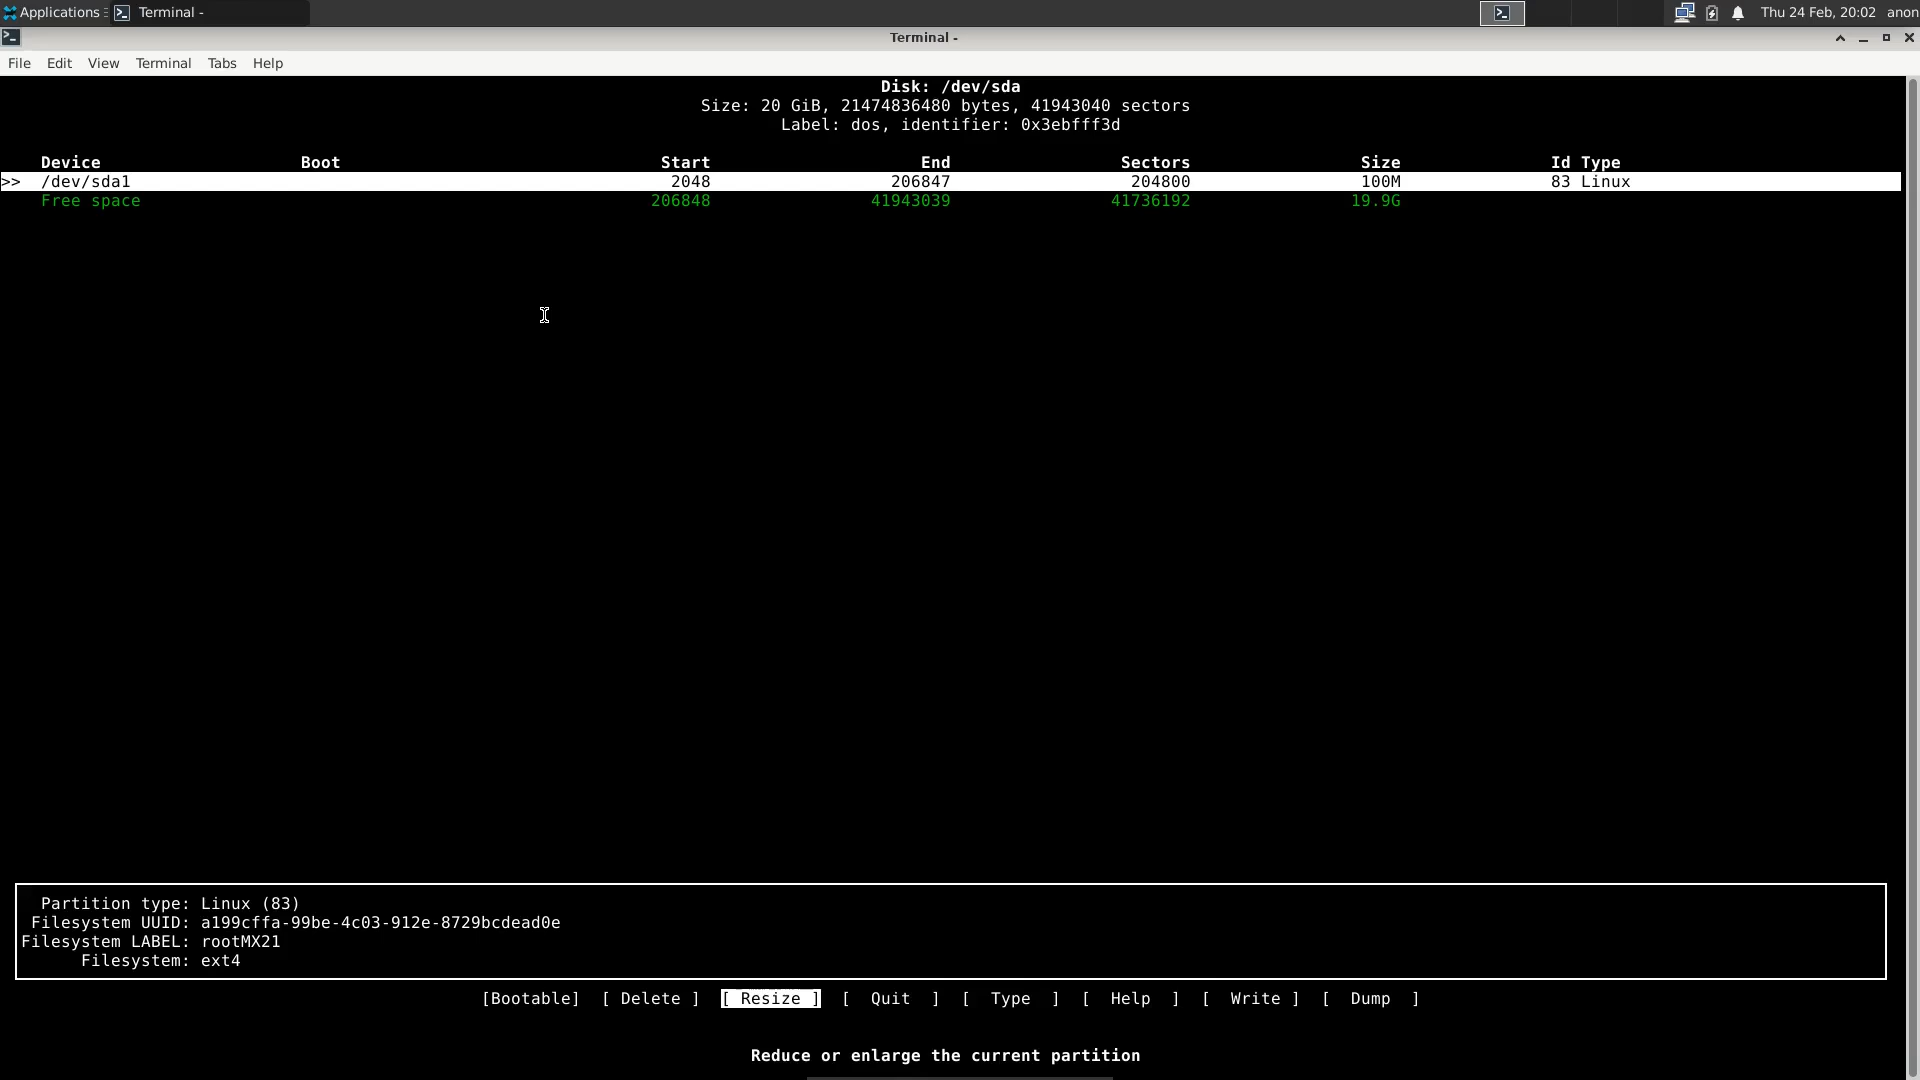 Applications Terminal - Thu 24 Feb, 20:02 anon
Terminal -
File Edit View Terminal Tabs Help
Disk: /dev/sda
Size: 20 GiB, 21474836480 bytes, 41943040 sectors
Label: dos, identifier: 0x3ebfff3d
Device Boot Start End Sectors Size Id Type
>> /dev/sda1 2048 206847 204800 100M 83 Linux
Free space 206848 41943039 41736192 19.9G
Partition type: Linux (83)
Filesystem UUID: a199cffa-99be-4c03-912e-8729bcdead0e
Filesystem LABEL: rootMX21
Filesystem: ext4
[Bootable] [ Delete ] [ Resize ] [ Quit ] [ Type ] [ Help ] [ Write ] [ Dump ]
Reduce or enlarge the current partition